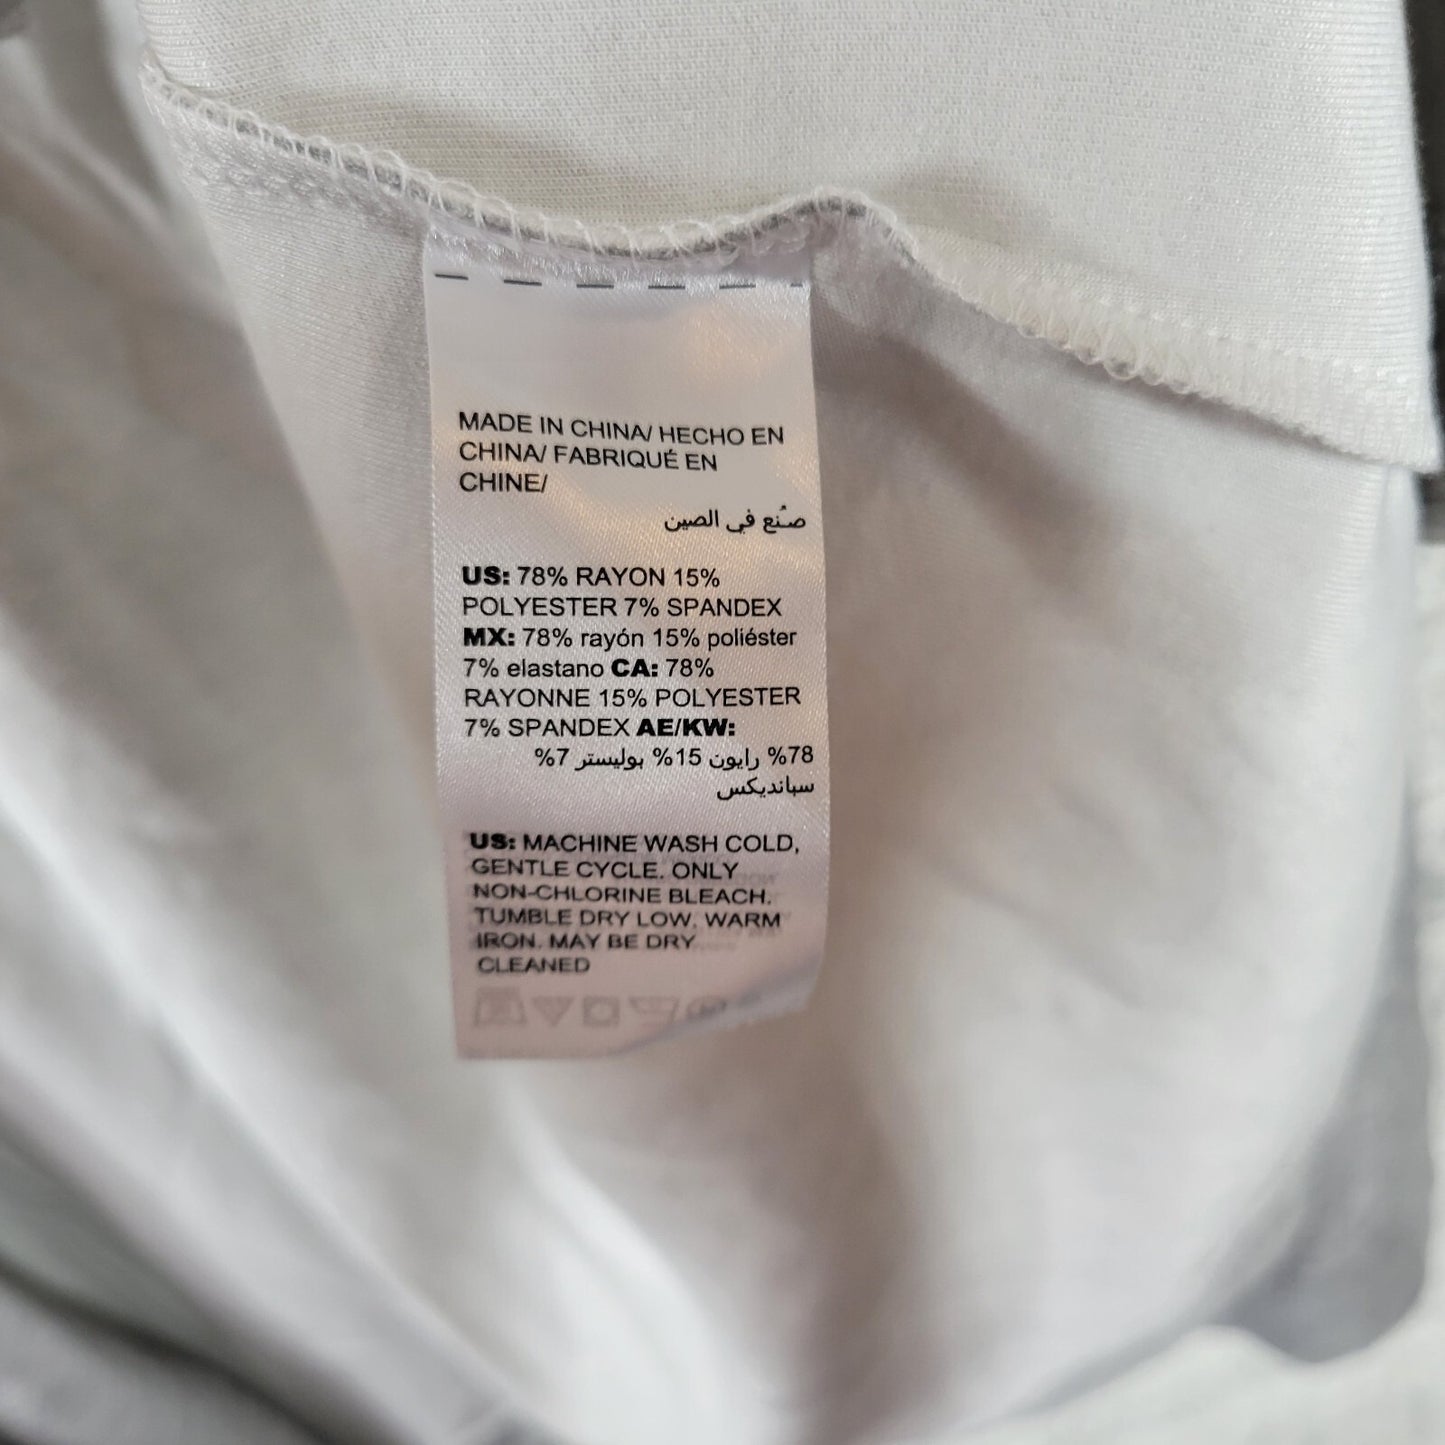 MADE IN CHINA/ HECHO EN
CHINA/ FABRIQUÉ EN
CHINE/
صُنع في الصين
US: 78% RAYON 15%
POLYESTER 7% SPANDEX
MX: 78% rayón 15% poliéster
7% elastano CA: 78%
RAYONNE 15% POLYESTER
7% SPANDEX AE/KW:
78% رايون 15% بوليستر 7%
سبانديكس
US: MACHINE WASH COLD,
GENTLE CYCLE. ONLY
NON-CHLORINE BLEACH.
TUMBLE DRY LOW. WARM
IRON. MAY BE DRY
CLEANED